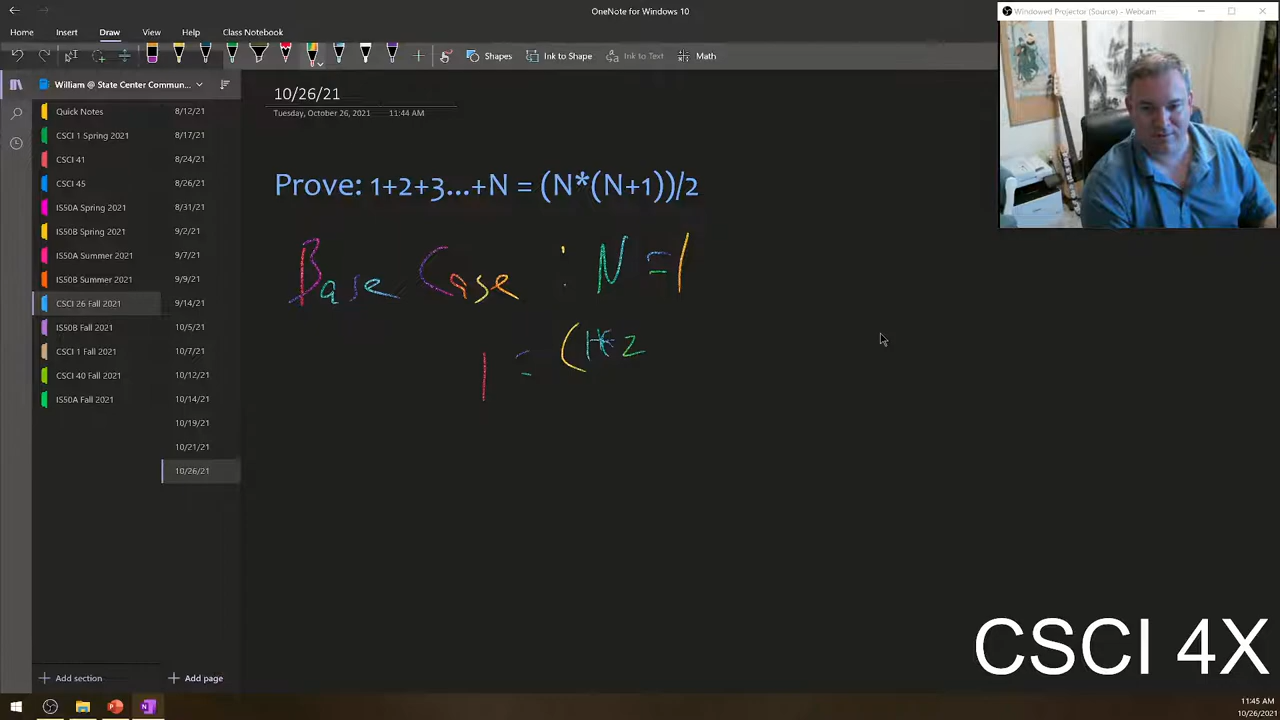 OneNote for Windows 10
Windowed Projector (Source) - Webcam
Home Insert Draw View Help Class Notebook
Shapes Ink to Shape Ink to Text Math
William @ State Center Commun...
Quick Notes
CSCI 1 Spring 2021
CSCI 41
CSCI 45
IS50A Spring 2021
IS50B Spring 2021
IS50A Summer 2021
IS50B Summer 2021
CSCI 26 Fall 2021
IS50B Fall 2021
CSCI 1 Fall 2021
CSCI 40 Fall 2021
IS50A Fall 2021
Add section
8/12/21
8/17/21
8/24/21
8/26/21
8/31/21
9/2/21
9/7/21
9/9/21
9/14/21
10/5/21
10/7/21
10/12/21
10/14/21
10/19/21
10/21/21
10/26/21
Add page
10/26/21
Tuesday, October 26, 2021 11:44 AM
Prove: 1+2+3...+N = (N*(N+1))/2
Base Case : N = 1
1 = (1* 2
CSCI 4X
11:45 AM
10/26/2021